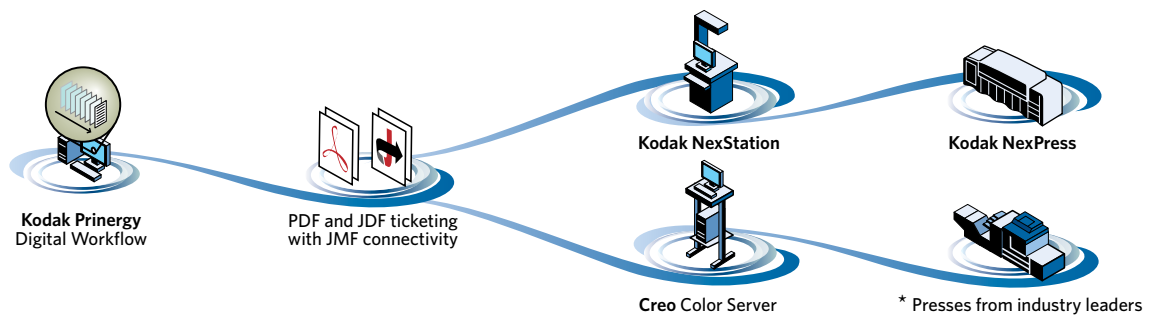 Kodak NexStation
Kodak NexPress
Kodak Prinergy
Digital Workflow
PDF and JDF ticketing
with JMF connectivity
Creo Color Server
* Presses from industry leaders